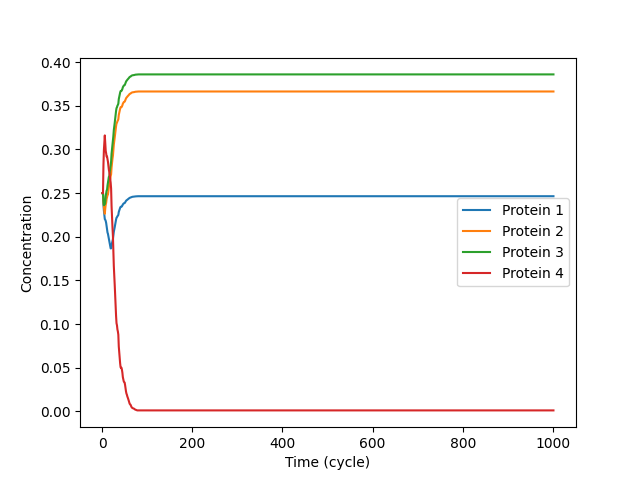 0.40
0.35
0.30
0.25
0.20
0.15
0.10
0.05
0.00
Concentration
Protein 1
Protein 2
Protein 3
Protein 4
0 200 400 600 800 1000
Time (cycle)